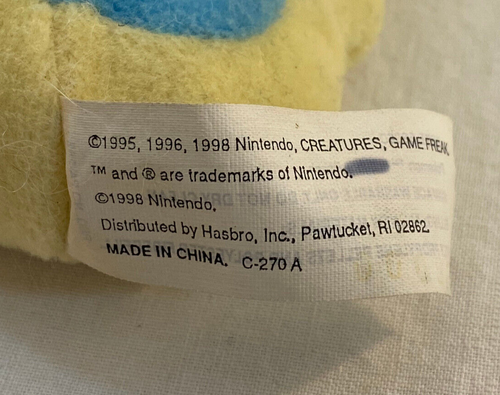 ©1995, 1996, 1998 Nintendo, CREATURES, GAME FREAK
™ and ® are trademarks of Nintendo.
©1998 Nintendo.
Distributed by Hasbro, Inc., Pawtucket, RI 02862.
MADE IN CHINA. C-270 A